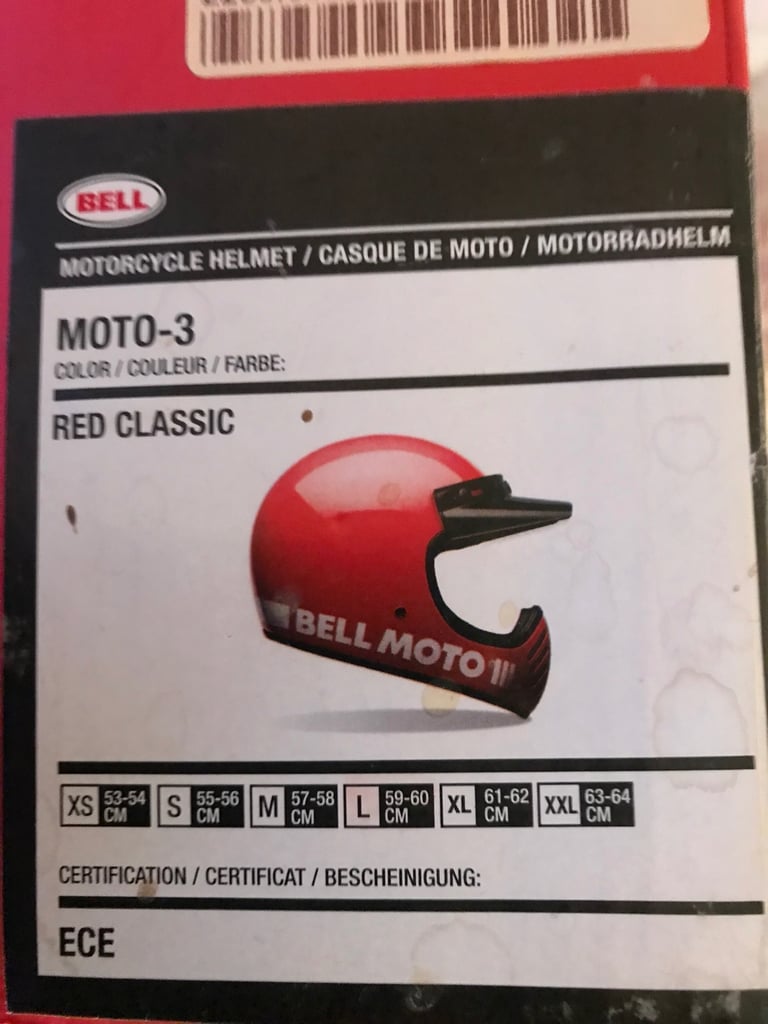 BELL
MOTORCYCLE HELMET / CASQUE DE MOTO / MOTORRADHELM
MOTO-3
COLOR / COULEUR / FARBE:
RED CLASSIC
BELL MOTO
XS 53-54 CM S 55-56 CM M 57-58 CM L 59-60 CM XL 61-62 CM XXL 63-64 CM
CERTIFICATION / CERTIFICAT / BESCHEINIGUNG:
ECE